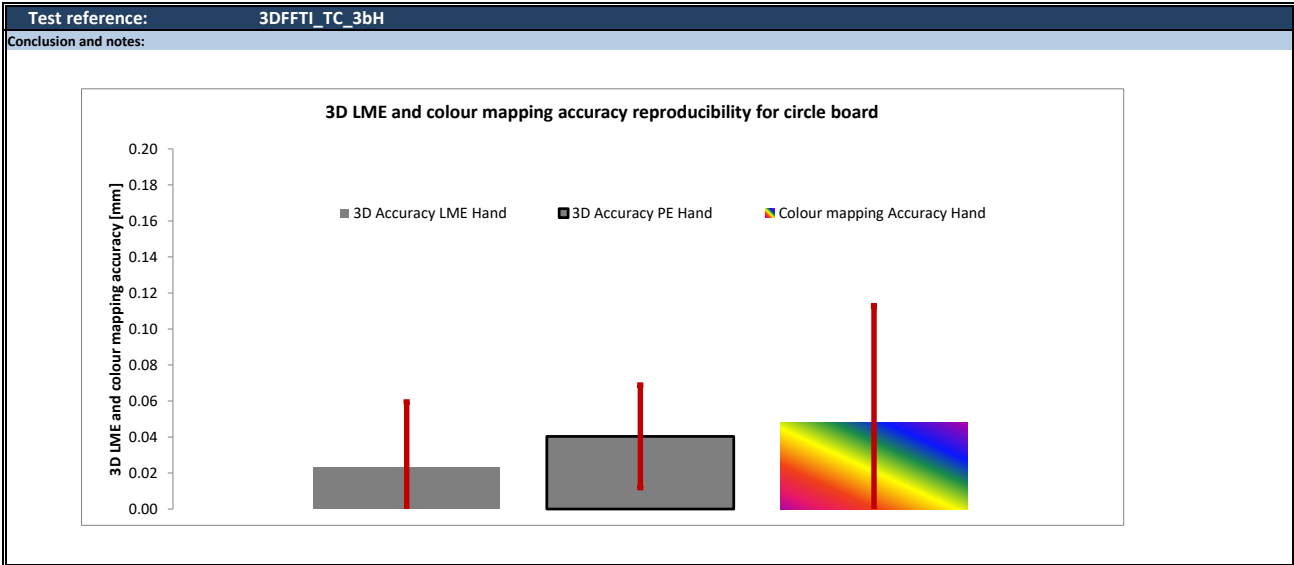 Test reference: 3DFFTI_TC_3bH
Conclusion and notes:
3D LME and colour mapping accuracy reproducibility for circle board
3D LME and colour mapping accuracy [mm]
0.20
0.18
0.16
0.14
0.12
0.10
0.08
0.06
0.04
0.02
0.00
3D Accuracy LME Hand 3D Accuracy PE Hand Colour mapping Accuracy Hand